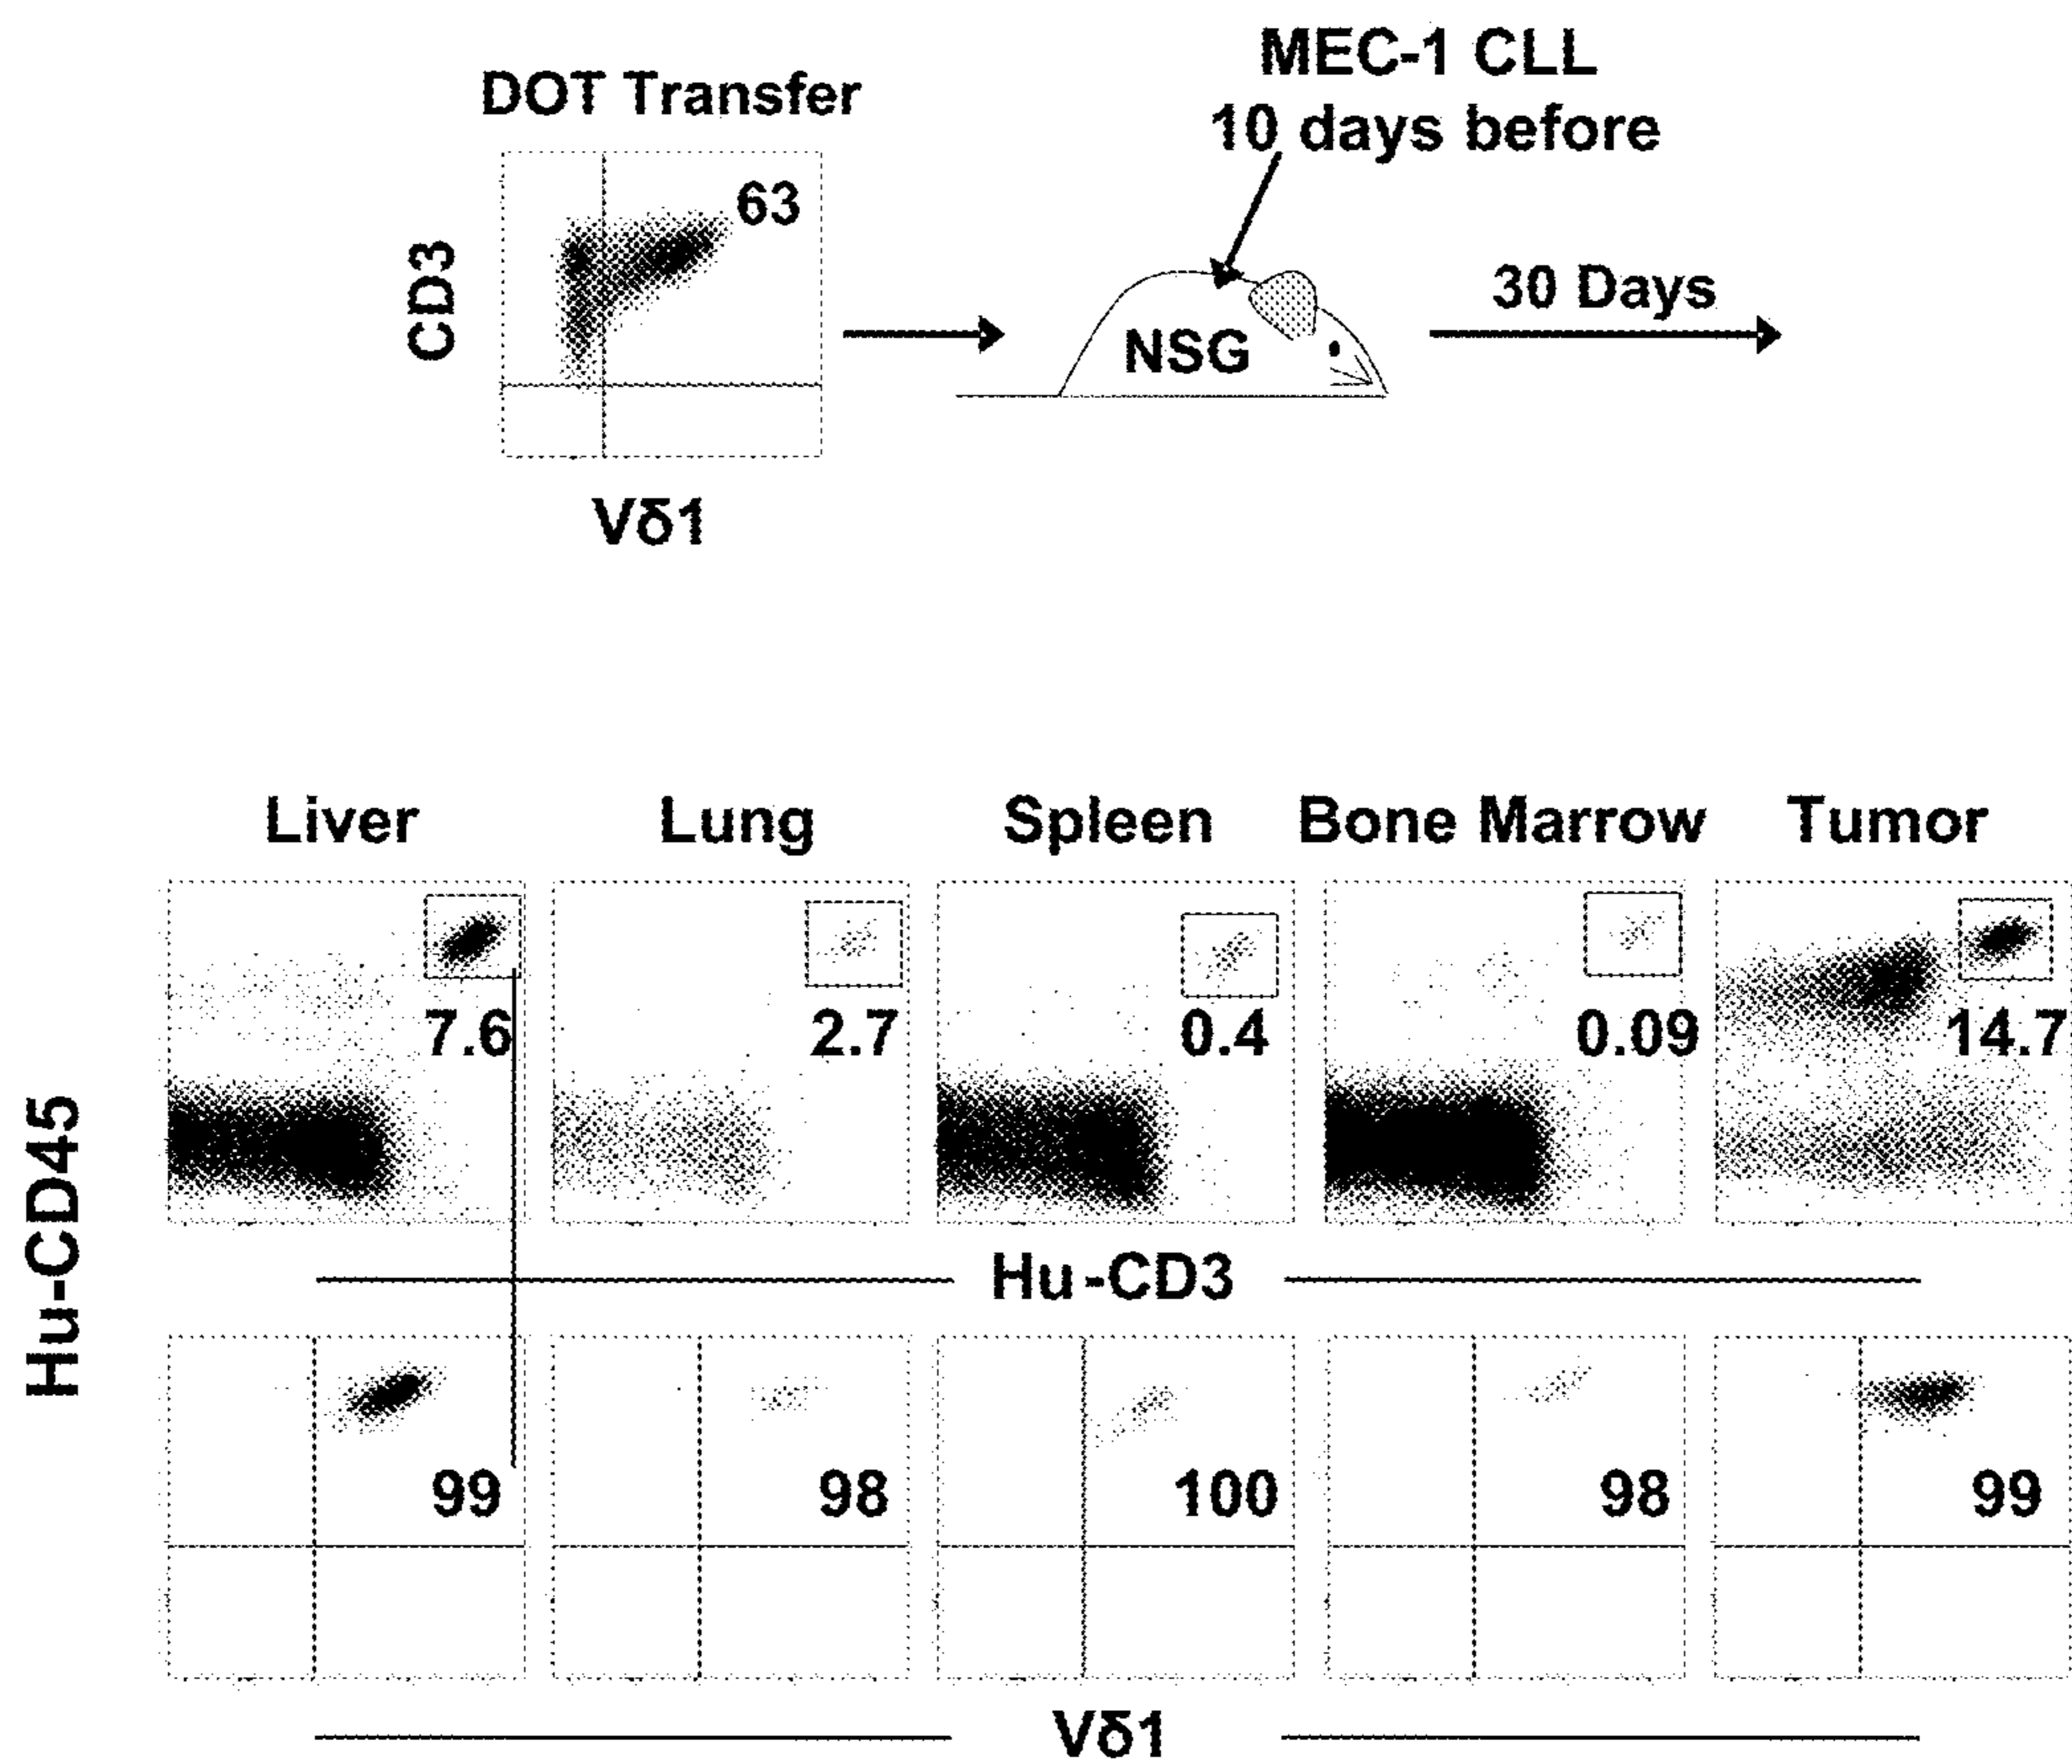 DOT Transfer
MEC-1 CLL
10 days before
63
CD3
Vδ1
NSG
30 Days
Liver Lung Spleen Bone Marrow Tumor
7.6 2.7 0.4 0.09 14.7
Hu-CD45
Hu-CD3
99 98 100 98 99
Vδ1